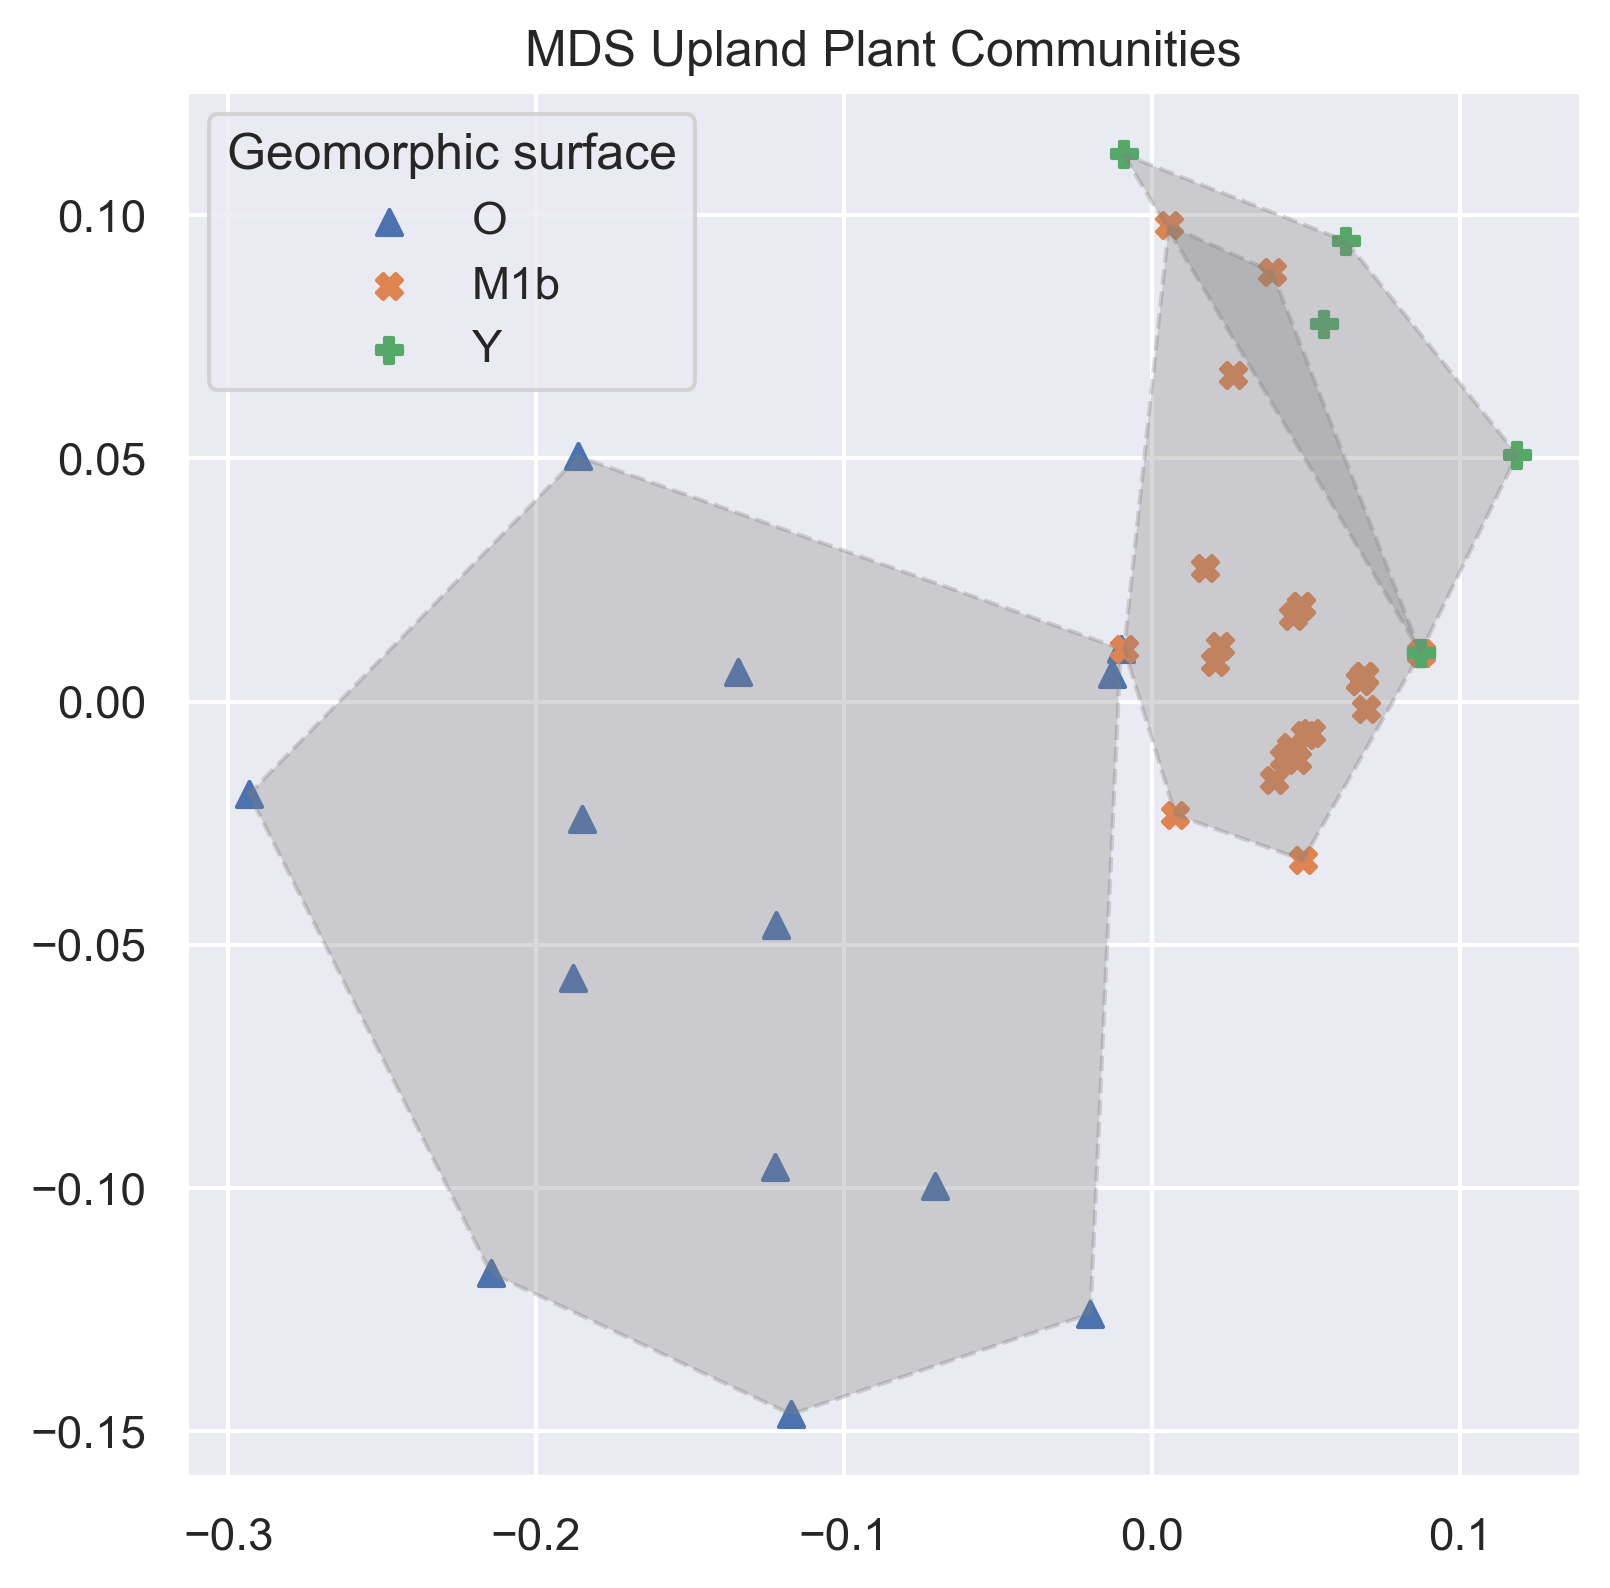 MDS Upland Plant Communities
Geomorphic surface
O
M1b
Y
0.10
0.05
0.00
−0.05
−0.10
−0.15
−0.3 −0.2 −0.1 0.0 0.1